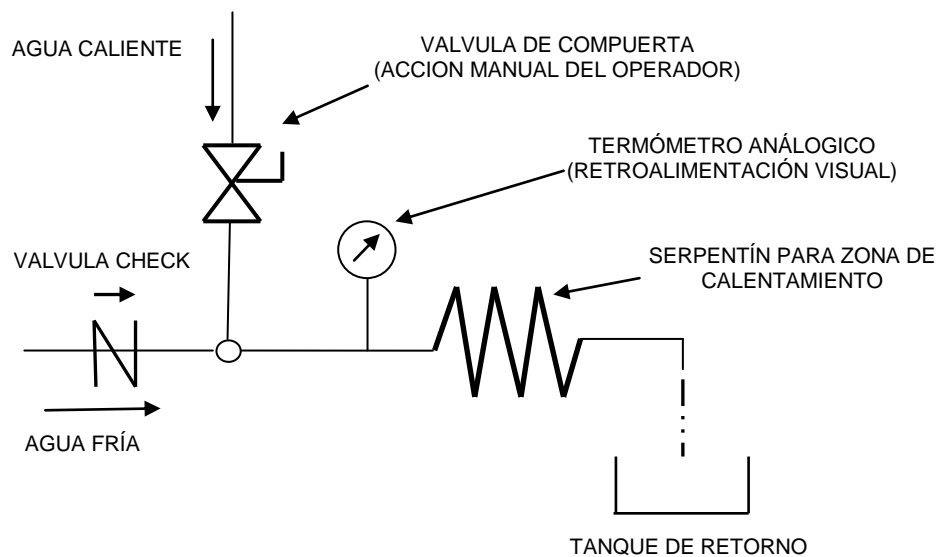 AGUA CALIENTE
VALVULA DE COMPUERTA
(ACCION MANUAL DEL OPERADOR)
TERMÓMETRO ANÁLOGICO
(RETROALIMENTACIÓN VISUAL)
VALVULA CHECK
SERPENTÍN PARA ZONA DE
CALENTAMIENTO
AGUA FRÍA
TANQUE DE RETORNO